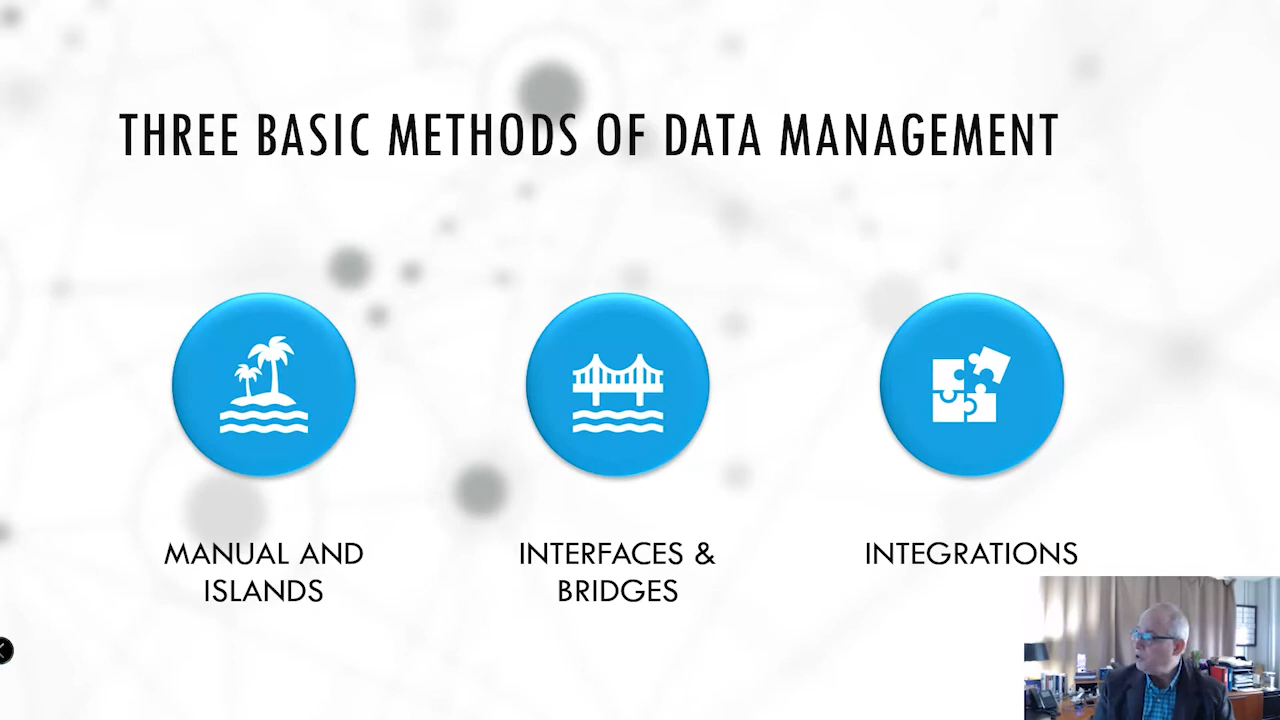 THREE BASIC METHODS OF DATA MANAGEMENT
MANUAL AND
ISLANDS
INTERFACES &
BRIDGES
INTEGRATIONS